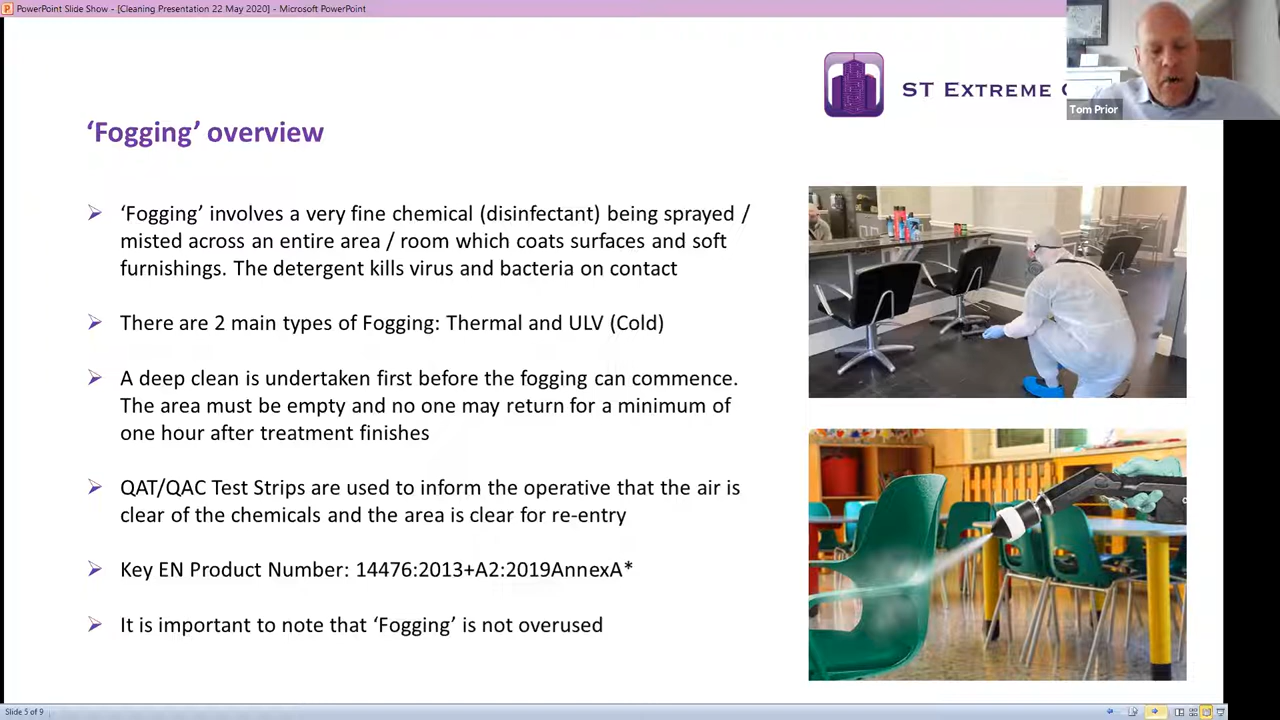 PowerPoint Slide Show - [Cleaning Presentation 22 May 2020] - Microsoft PowerPoint
ST EXTREME
Tom Prior
‘Fogging’ overview
‘Fogging’ involves a very fine chemical (disinfectant) being sprayed /
misted across an entire area / room which coats surfaces and soft
furnishings. The detergent kills virus and bacteria on contact
There are 2 main types of Fogging: Thermal and ULV (Cold)
A deep clean is undertaken first before the fogging can commence.
The area must be empty and no one may return for a minimum of
one hour after treatment finishes
QAT/QAC Test Strips are used to inform the operative that the air is
clear of the chemicals and the area is clear for re-entry
Key EN Product Number: 14476:2013+A2:2019AnnexA*
It is important to note that ‘Fogging’ is not overused
Slide 5 of 9